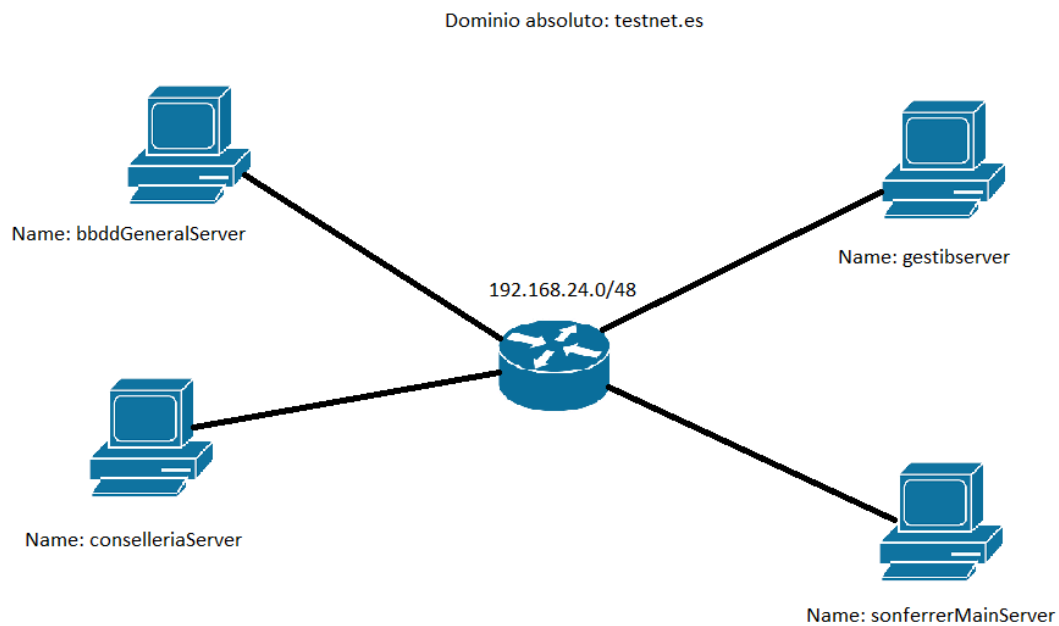 Dominio absoluto: testnet.es
Name: bbddGeneralServer
Name: gestibserver
192.168.24.0/48
Name: conselleriaServer
Name: sonferrerMainServer